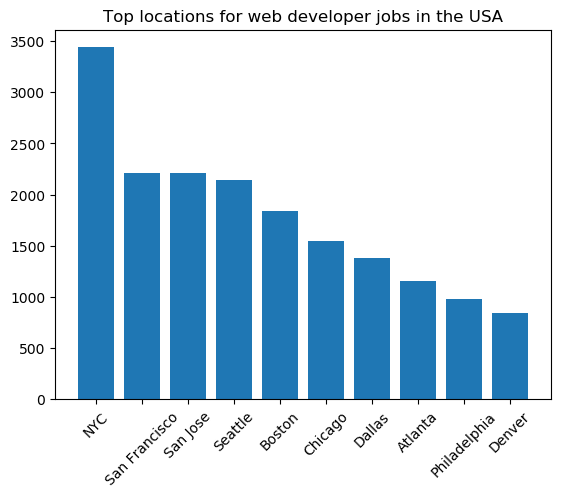 Top locations for web developer jobs in the USA
3500
3000
2500
2000
1500
1000
500
0
NYC
San Francisco
San Jose
Seattle
Boston
Chicago
Dallas
Atlanta
Philadelphia
Denver